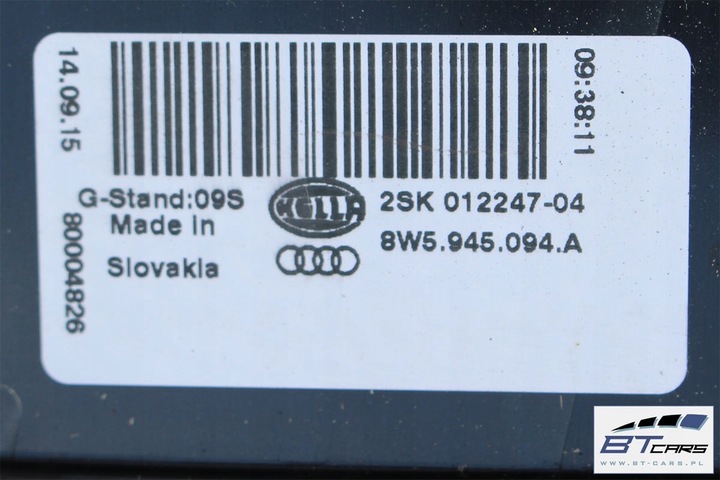 14.09.15
80004826
09:38:11
G-Stand:09S
Made in
Slovakia
HELLA
2SK 012247-04
8W5.945.094.A
BTCARS
WWW.BT-CARS.PL